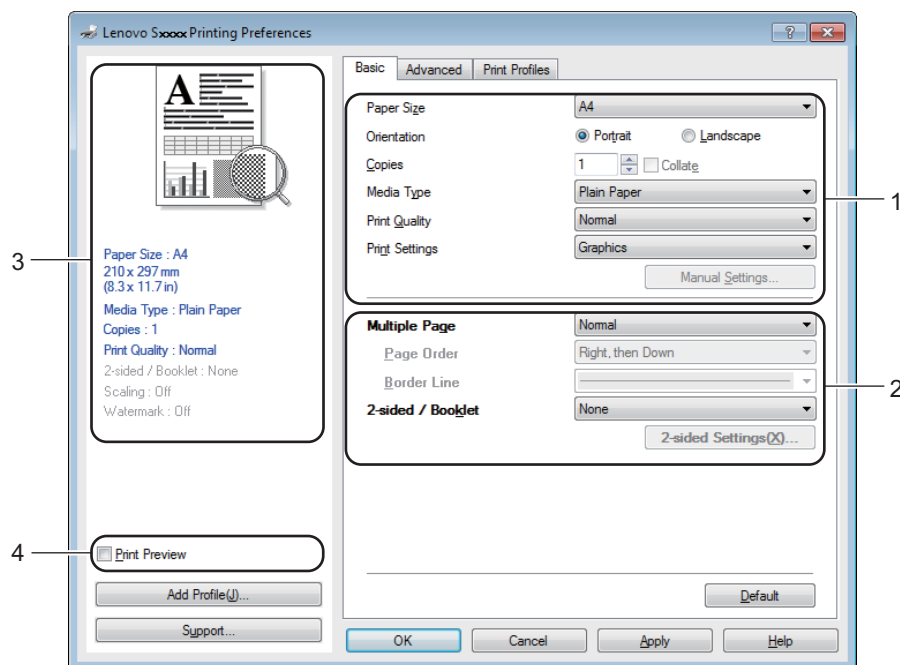 Lenovo Sxxxx Printing Preferences
Basic Advanced Print Profiles
A
Paper Size A4
Orientation Portrait Landscape
Copies 1 Collate
Media Type Plain Paper
Print Quality Normal
Print Settings Graphics
Manual Settings...
1
Multiple Page Normal
Page Order Right, then Down
Border Line
2-sided / Booklet None
2-sided Settings(X)...
2
3
Paper Size : A4
210 x 297 mm
(8.3 x 11.7 in)
Media Type : Plain Paper
Copies : 1
Print Quality : Normal
2-sided / Booklet : None
Scaling : Off
Watermark : Off
4
Print Preview
Add Profile(J)...
Support...
Default
OK Cancel Apply Help